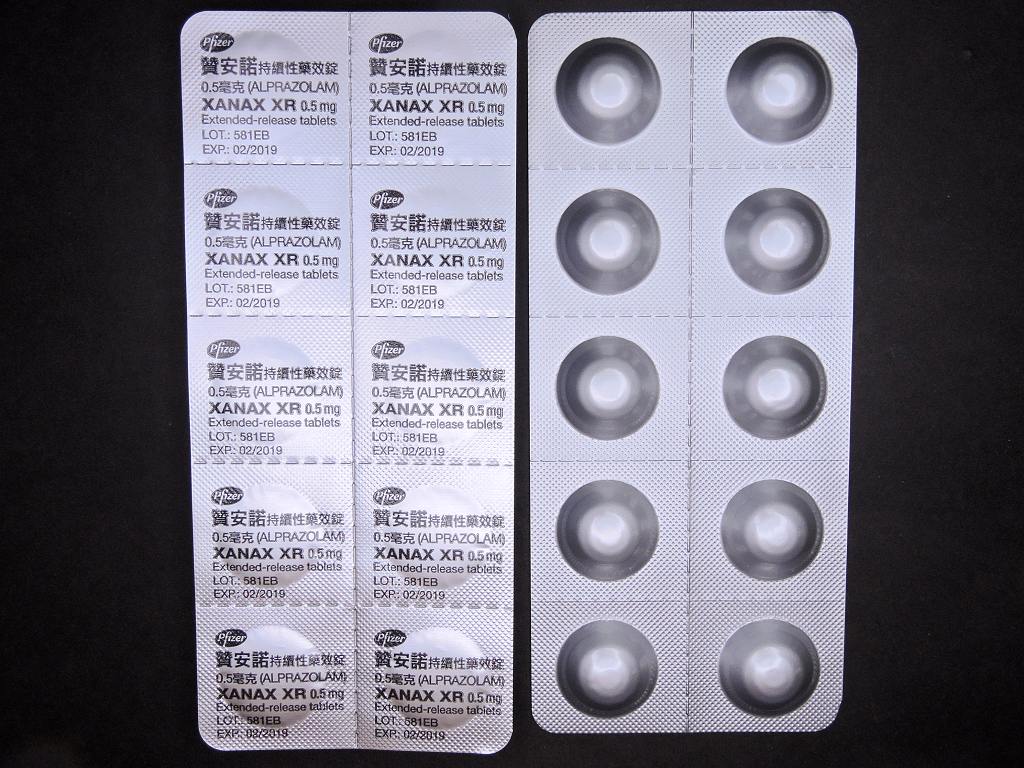 Pfizer
贊安諾持續性藥效錠
0.5毫克 (ALPRAZOLAM)
XANAX XR 0.5 mg
Extended-release tablets
LOT.: 581EB
EXP.: 02/2019
Pfizer
贊安諾持續性藥效錠
0.5毫克 (ALPRAZOLAM)
XANAX XR 0.5 mg
Extended-release tablets
LOT.: 581EB
EXP.: 02/2019
Pfizer
贊安諾持續性藥效錠
0.5毫克 (ALPRAZOLAM)
XANAX XR 0.5 mg
Extended-release tablets
LOT.: 581EB
EXP.: 02/2019
Pfizer
贊安諾持續性藥效錠
0.5毫克 (ALPRAZOLAM)
XANAX XR 0.5 mg
Extended-release tablets
LOT.: 581EB
EXP.: 02/2019
Pfizer
贊安諾持續性藥效錠
0.5毫克 (ALPRAZOLAM)
XANAX XR 0.5 mg
Extended-release tablets
LOT.: 581EB
EXP.: 02/2019
Pfizer
贊安諾持續性藥效錠
0.5毫克 (ALPRAZOLAM)
XANAX XR 0.5 mg
Extended-release tablets
LOT.: 581EB
EXP.: 02/2019
Pfizer
贊安諾持續性藥效錠
0.5毫克 (ALPRAZOLAM)
XANAX XR 0.5 mg
Extended-release tablets
LOT.: 581EB
EXP.: 02/2019
Pfizer
贊安諾持續性藥效錠
0.5毫克 (ALPRAZOLAM)
XANAX XR 0.5 mg
Extended-release tablets
LOT.: 581EB
EXP.: 02/2019
Pfizer
贊安諾持續性藥效錠
0.5毫克 (ALPRAZOLAM)
XANAX XR 0.5 mg
Extended-release tablets
LOT.: 581EB
EXP.: 02/2019
Pfizer
贊安諾持續性藥效錠
0.5毫克 (ALPRAZOLAM)
XANAX XR 0.5 mg
Extended-release tablets
LOT.: 581EB
EXP.: 02/2019